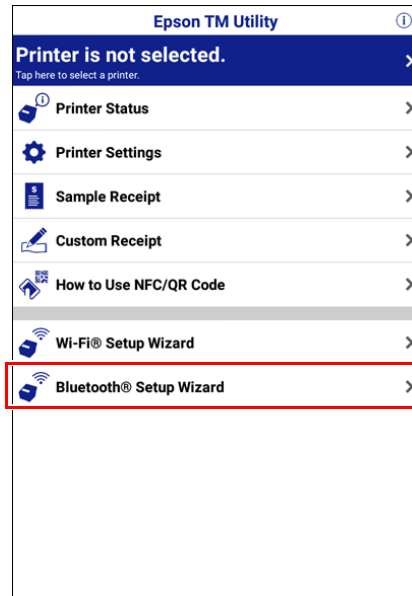 Epson TM Utility
Printer is not selected.
Tap here to select a printer.
Printer Status
Printer Settings
Sample Receipt
Custom Receipt
How to Use NFC/QR Code
Wi-Fi® Setup Wizard
Bluetooth® Setup Wizard